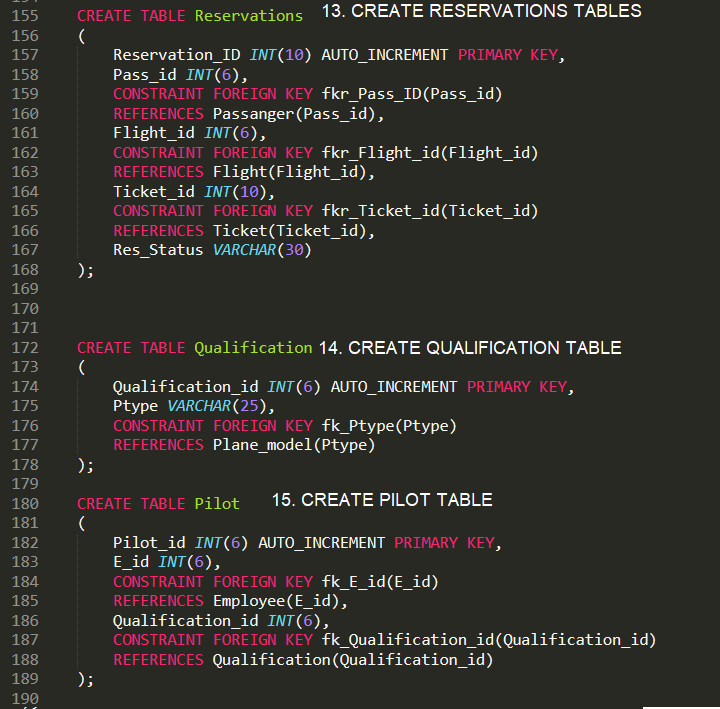 155 CREATE TABLE Reservations 13. CREATE RESERVATIONS TABLES
156 (
157 Reservation_ID INT(10) AUTO_INCREMENT PRIMARY KEY,
158 Pass_id INT(6),
159 CONSTRAINT FOREIGN KEY fkr_Pass_ID(Pass_id)
160 REFERENCES Passanger(Pass_id),
161 Flight_id INT(6),
162 CONSTRAINT FOREIGN KEY fkr_Flight_id(Flight_id)
163 REFERENCES Flight(Flight_id),
164 Ticket_id INT(10),
165 CONSTRAINT FOREIGN KEY fkr_Ticket_id(Ticket_id)
166 REFERENCES Ticket(Ticket_id),
167 Res_Status VARCHAR(30)
168 );
169
170
171
172 CREATE TABLE Qualification 14. CREATE QUALIFICATION TABLE
173 (
174 Qualification_id INT(6) AUTO_INCREMENT PRIMARY KEY,
175 Ptype VARCHAR(25),
176 CONSTRAINT FOREIGN KEY fk_Ptype(Ptype)
177 REFERENCES Plane_model(Ptype)
178 );
179
180 CREATE TABLE Pilot 15. CREATE PILOT TABLE
181 (
182 Pilot_id INT(6) AUTO_INCREMENT PRIMARY KEY,
183 E_id INT(6),
184 CONSTRAINT FOREIGN KEY fk_E_id(E_id)
185 REFERENCES Employee(E_id),
186 Qualification_id INT(6),
187 CONSTRAINT FOREIGN KEY fk_Qualification_id(Qualification_id)
188 REFERENCES Qualification(Qualification_id)
189 );
190